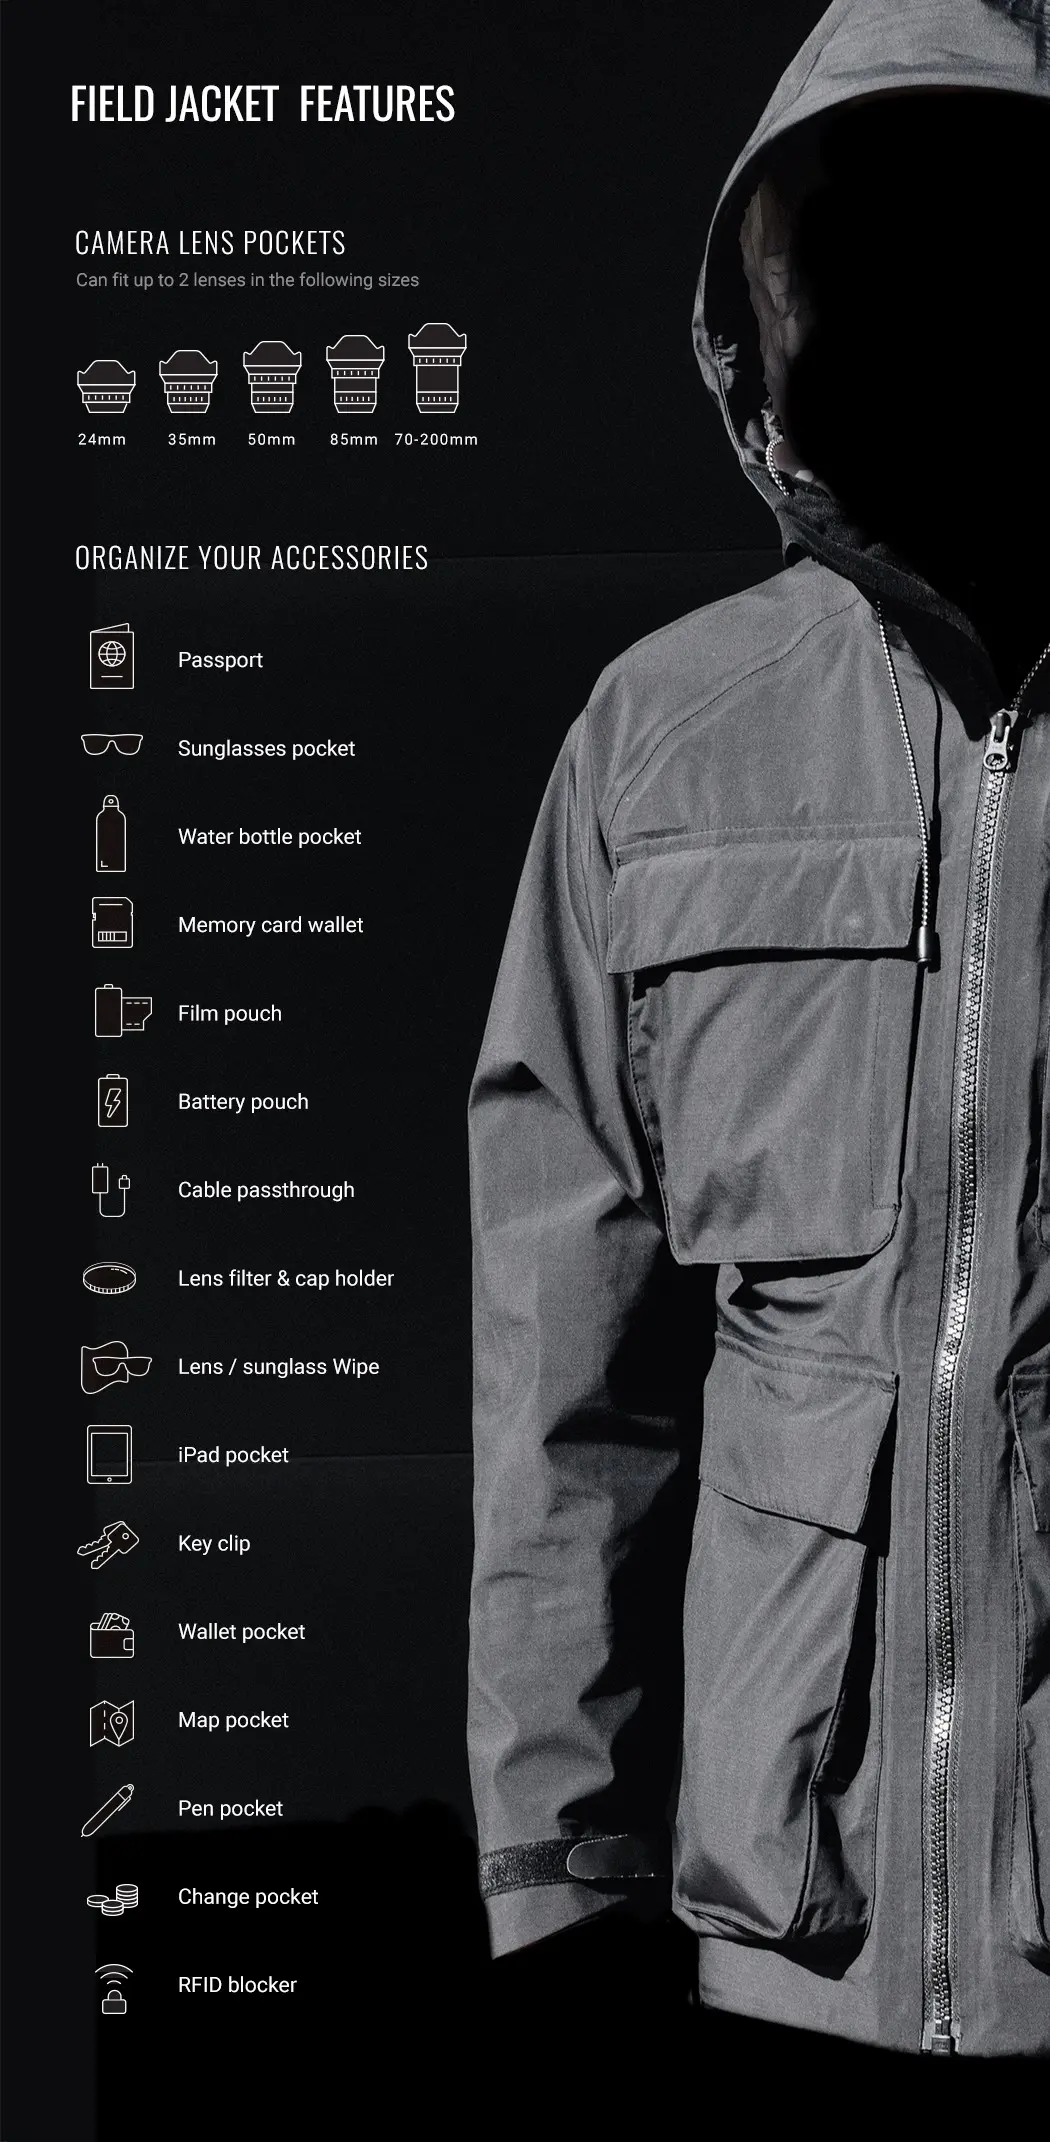 FIELD JACKET FEATURES
CAMERA LENS POCKETS
Can fit up to 2 lenses in the following sizes
24mm 35mm 50mm 85mm 70-200mm
ORGANIZE YOUR ACCESSORIES
Passport
Sunglasses pocket
Water bottle pocket
Memory card wallet
Film pouch
Battery pouch
Cable passthrough
Lens filter & cap holder
Lens / sunglass Wipe
iPad pocket
Key clip
Wallet pocket
Map pocket
Pen pocket
Change pocket
RFID blocker